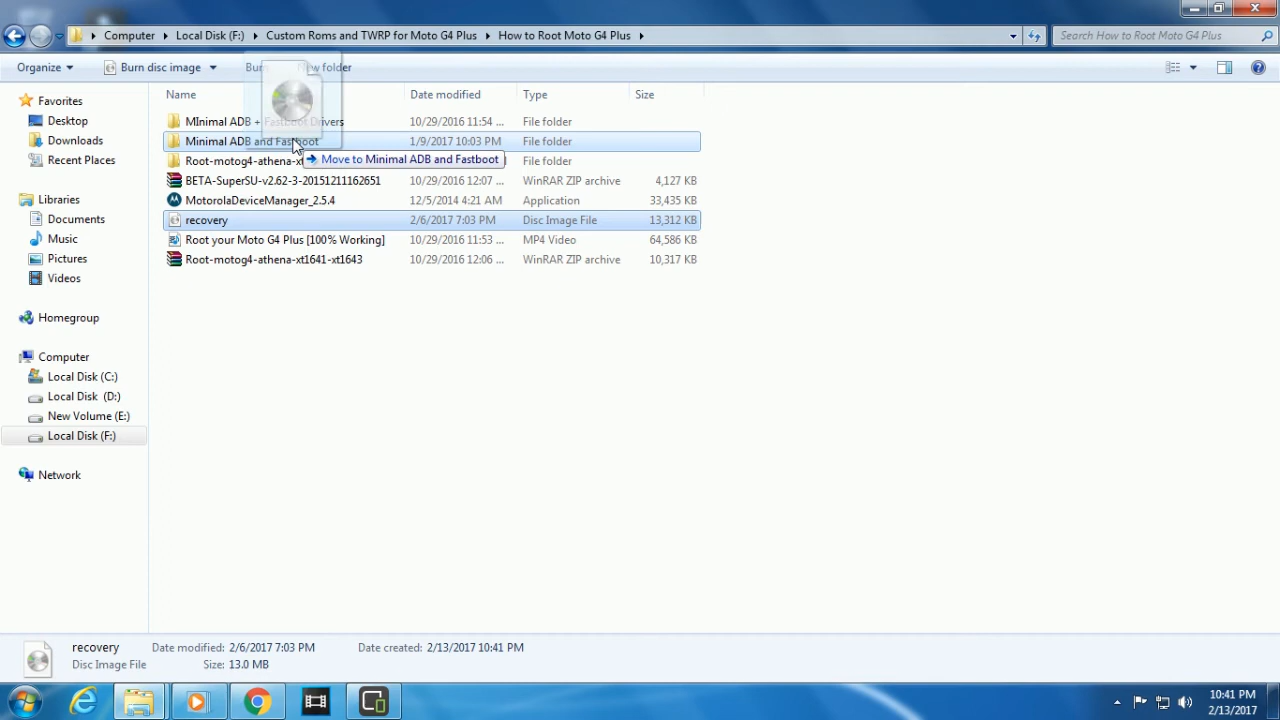 Computer Local Disk (F:) Custom Roms and TWRP for Moto G4 Plus How to Root Moto G4 Plus
Search How to Root Moto G4 Plus
Organize Burn disc image Burn New folder
Name Date modified Type Size
MInimal ADB + Fastboot Drivers 10/29/2016 11:54 ... File folder
Minimal ADB and Fastboot 1/9/2017 10:03 PM File folder
Move to Minimal ADB and Fastboot
Root-motog4-athena-xt File folder
BETA-SuperSU-v2.62-3-20151211162651 10/29/2016 12:07 ... WinRAR ZIP archive 4,127 KB
MotorolaDeviceManager_2.5.4 12/5/2014 4:21 AM Application 33,435 KB
recovery 2/6/2017 7:03 PM Disc Image File 13,312 KB
Root your Moto G4 Plus [100% Working] 10/29/2016 11:53 ... MP4 Video 64,586 KB
Root-motog4-athena-xt1641-xt1643 10/29/2016 12:06 ... WinRAR ZIP archive 10,317 KB
Favorites
Desktop
Downloads
Recent Places
Libraries
Documents
Music
Pictures
Videos
Homegroup
Computer
Local Disk (C:)
Local Disk (D:)
New Volume (E:)
Local Disk (F:)
Network
recovery Date modified: 2/6/2017 7:03 PM Date created: 2/13/2017 10:41 PM
Disc Image File Size: 13.0 MB
10:41 PM
2/13/2017